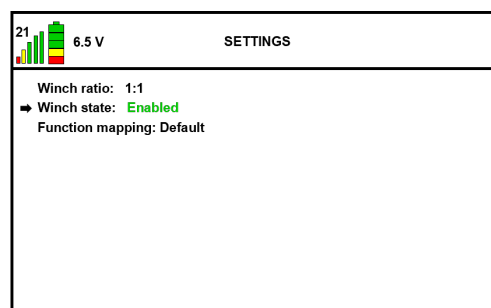 21
6.5 V
SETTINGS
Winch ratio: 1:1
Winch state: Enabled
Function mapping: Default